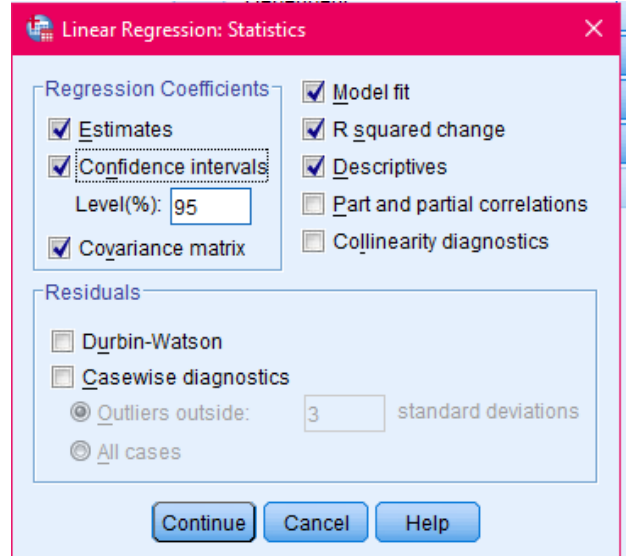 Linear Regression: Statistics
Regression Coefficients
Estimates
Confidence intervals
Level(%): 95
Covariance matrix
Model fit
R squared change
Descriptives
Part and partial correlations
Collinearity diagnostics
Residuals
Durbin-Watson
Casewise diagnostics
Outliers outside: 3 standard deviations
All cases
Continue Cancel Help